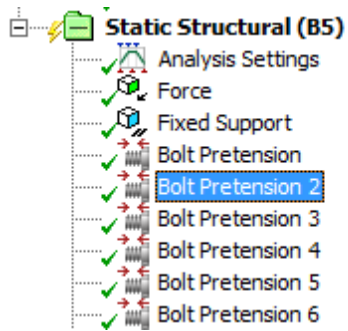 Static Structural (B5)
Analysis Settings
Force
Fixed Support
Bolt Pretension
Bolt Pretension 2
Bolt Pretension 3
Bolt Pretension 4
Bolt Pretension 5
Bolt Pretension 6